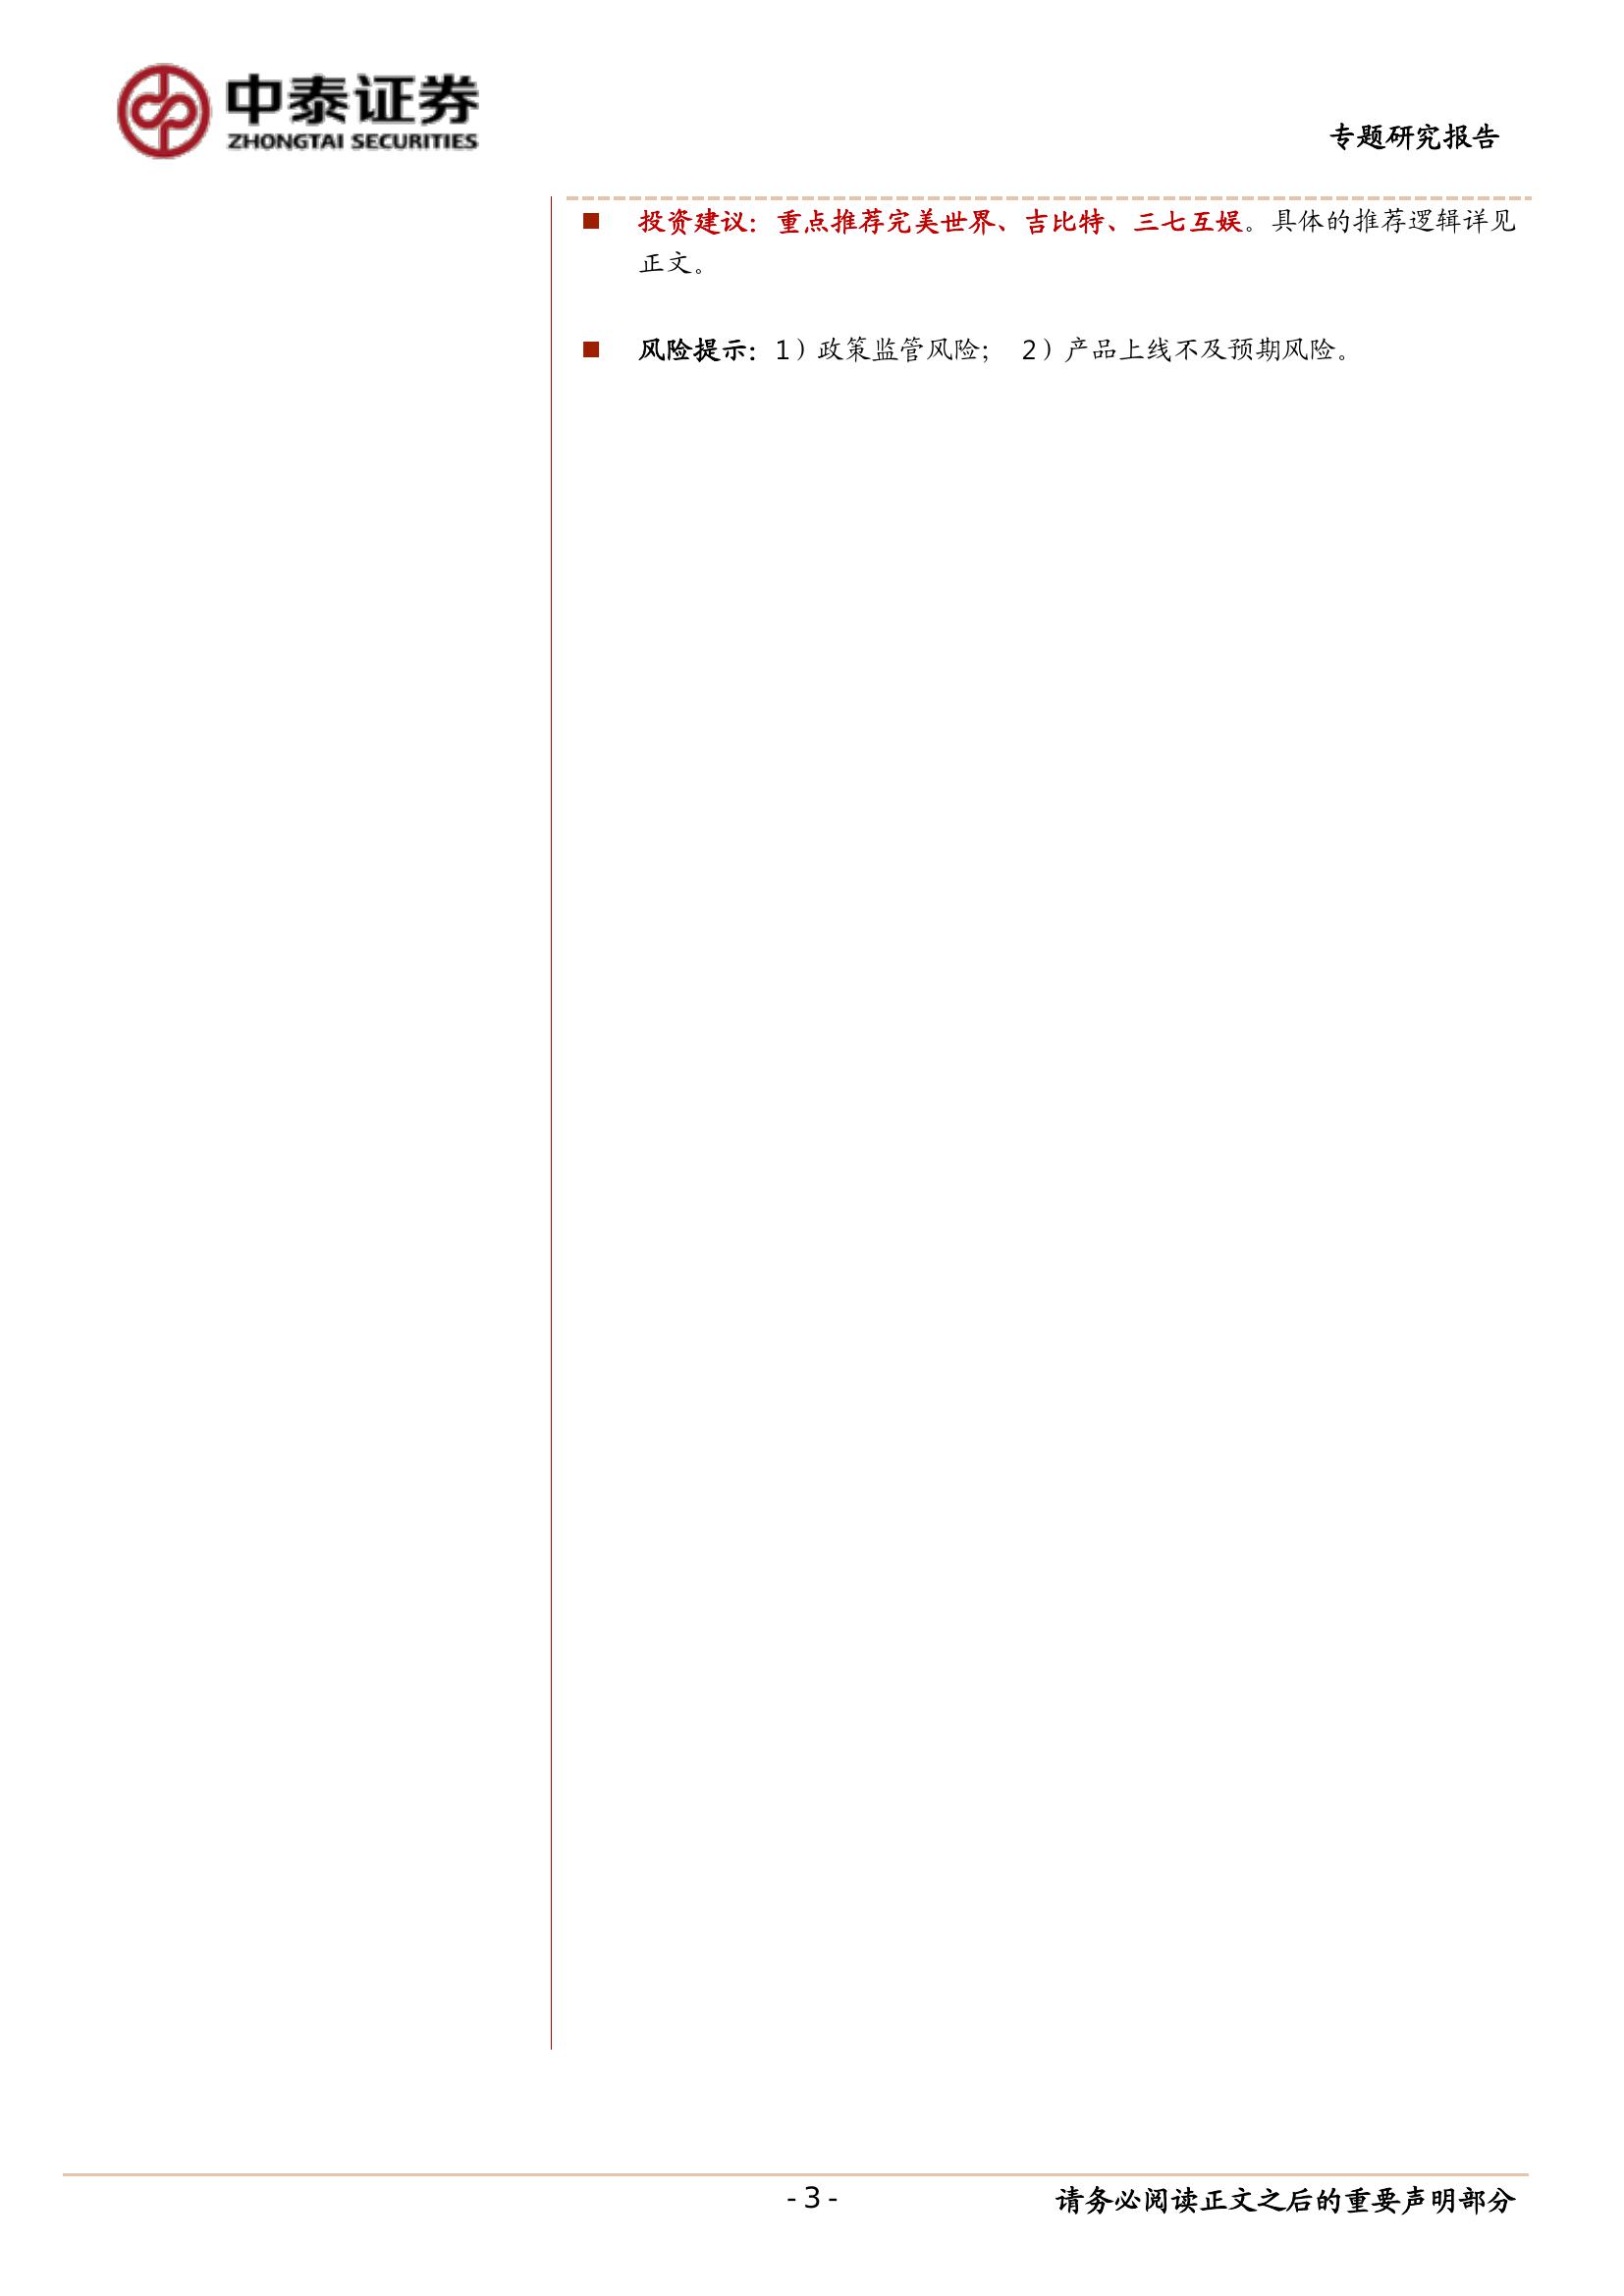 中泰证券
ZHONGTAI SECURITIES
专题研究报告
■ 投资建议：重点推荐完美世界、吉比特、三七互娱。具体的推荐逻辑详见
正文。
■ 风险提示：1）政策监管风险； 2）产品上线不及预期风险。
- 3 -
请务必阅读正文之后的重要声明部分